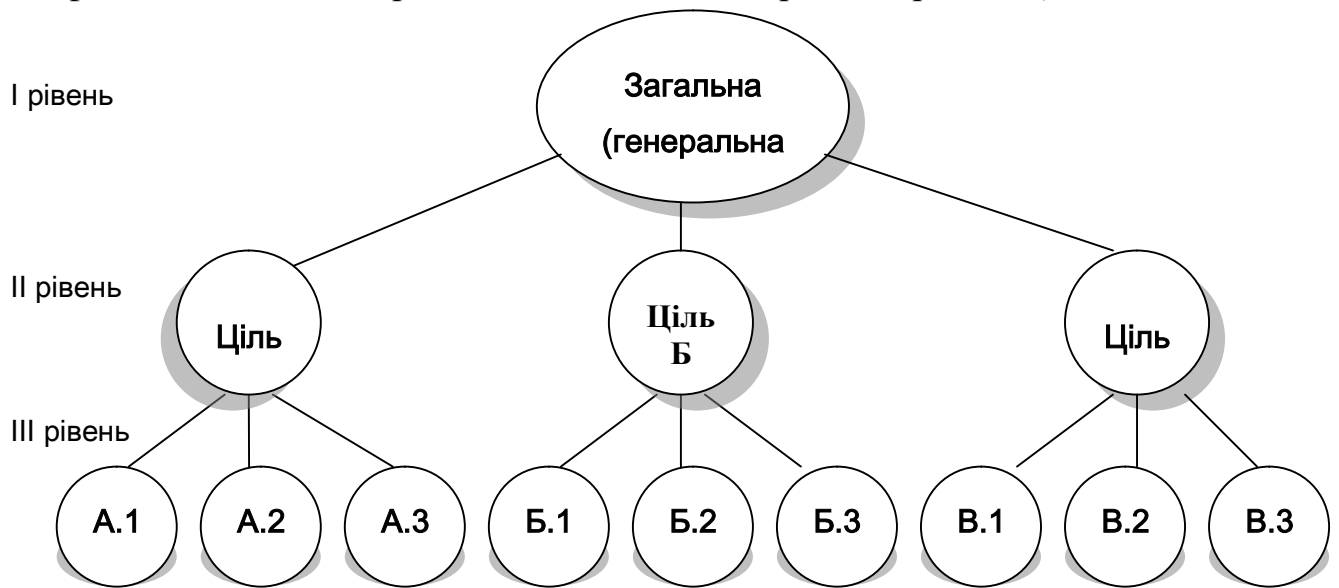 І рівень
Загальна
(генеральна
ІІ рівень
Ціль
Ціль
Б
Ціль
ІІІ рівень
А.1
А.2
А.3
Б.1
Б.2
Б.3
В.1
В.2
В.3